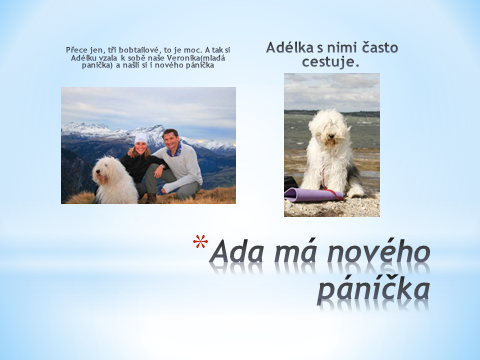 Přece jen, tři bobtailové, to je moc. A tak si
Adélku vzala k sobě naše Veronika(mladá
panička) a našli si i nového páníčka
Adélka s nimi často
cestuje.
*Ada má nového
páníčka